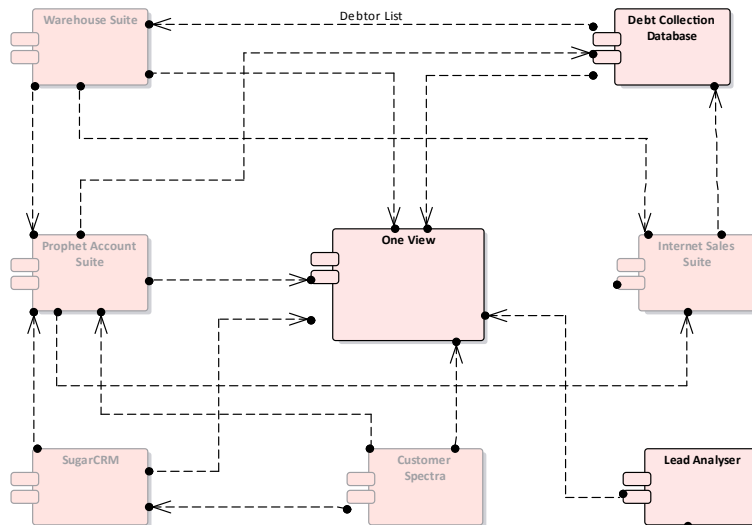 Warehouse Suite
Debtor List
Debt Collection
Database
Prophet Account
Suite
One View
Internet Sales
Suite
SugarCRM
Customer
Spectra
Lead Analyser